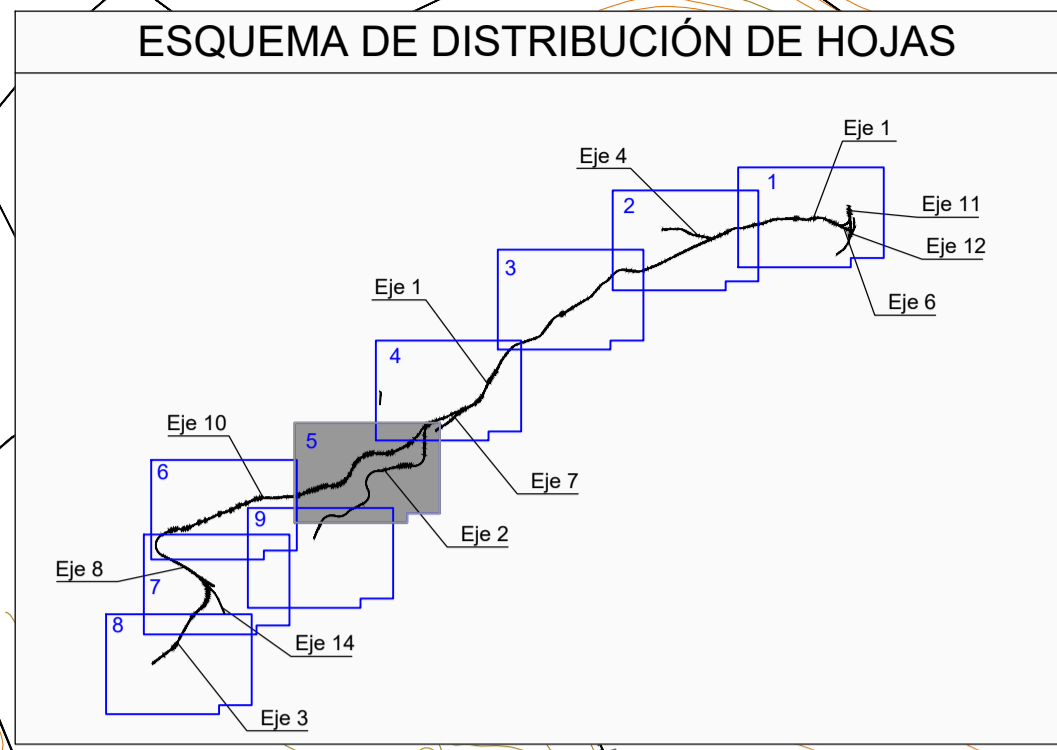 ESQUEMA DE DISTRIBUCIÓN DE HOJAS
Eje 1
Eje 4
1
2
Eje 11
Eje 12
3
Eje 1
Eje 6
4
Eje 10
5
6
Eje 7
9
Eje 2
Eje 8
7
8
Eje 14
Eje 3